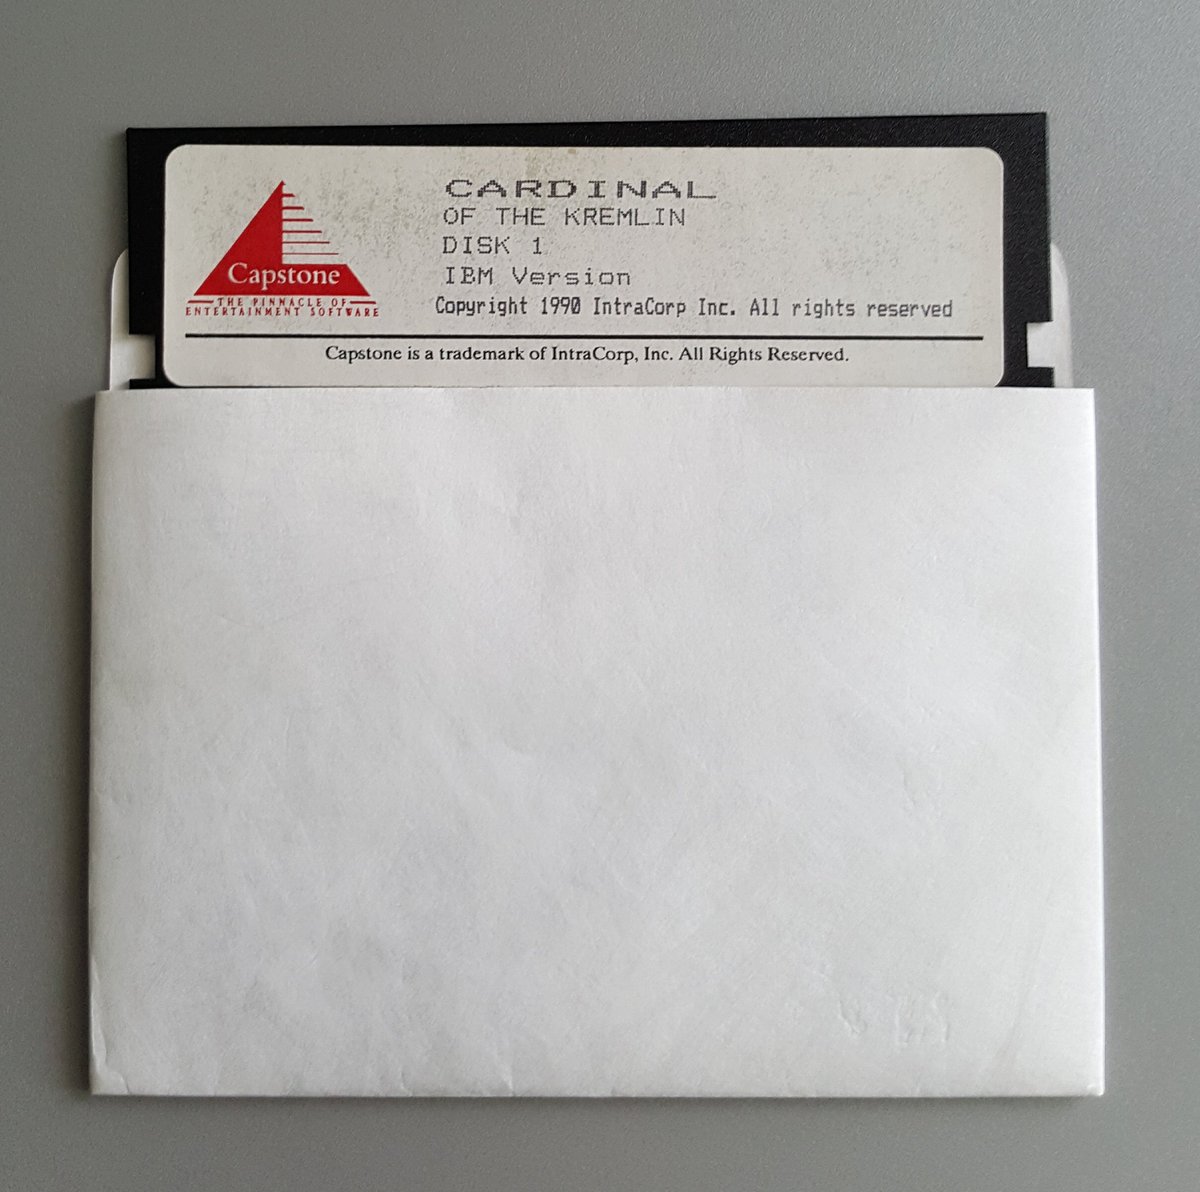 Capstone
THE PINNACLE OF
ENTERTAINMENT SOFTWARE
CARDINAL
OF THE KREMLIN
DISK 1
IBM Version
Copyright 1990 IntraCorp Inc. All rights reserved
Capstone is a trademark of IntraCorp, Inc. All Rights Reserved.